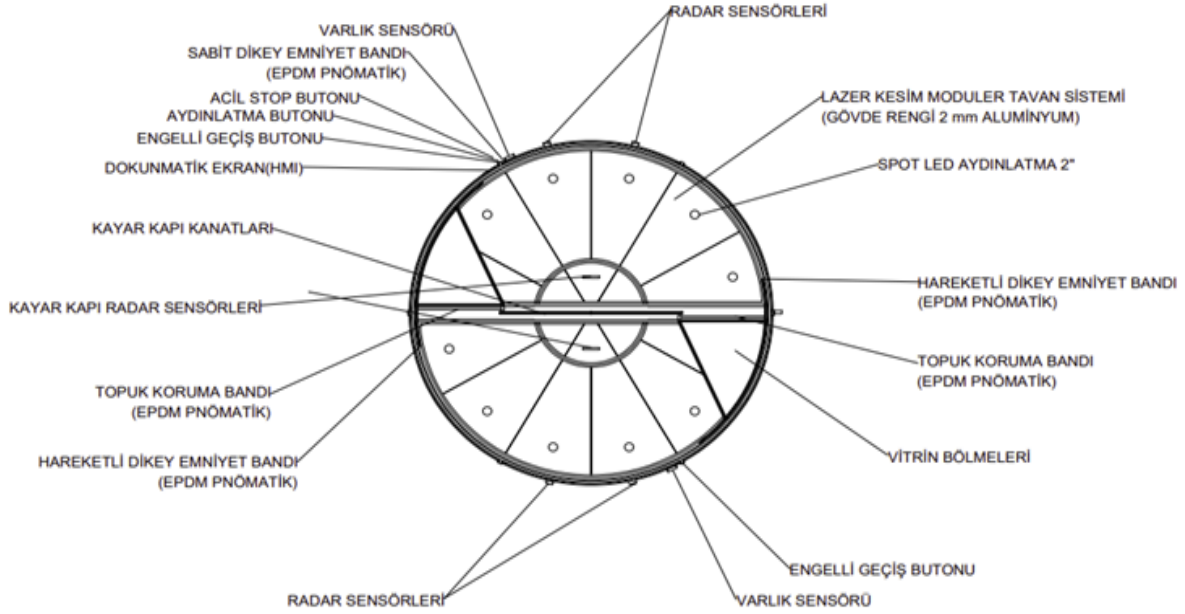 RADAR SENSÖRLERİ
VARLIK SENSÖRÜ
SABİT DİKEY EMNİYET BANDI
(EPDM PNÖMATİK)
ACİL STOP BUTONU
AYDINLATMA BUTONU
ENGELLİ GEÇİŞ BUTONU
DOKUNMATİK EKRAN(HMI)
KAYAR KAPI KANATLARI
KAYAR KAPI RADAR SENSÖRLERİ
TOPUK KORUMA BANDI
(EPDM PNÖMATİK)
HAREKETLİ DİKEY EMNİYET BANDI
(EPDM PNÖMATİK)
RADAR SENSÖRLERİ
LAZER KESİM MODULER TAVAN SİSTEMİ
(GÖVDE RENGİ 2 mm ALUMİNYUM)
SPOT LED AYDINLATMA 2"
HAREKETLİ DİKEY EMNİYET BANDI
(EPDM PNÖMATİK)
TOPUK KORUMA BANDI
(EPDM PNÖMATİK)
VİTRİN BÖLMELERİ
ENGELLİ GEÇİŞ BUTONU
VARLIK SENSÖRÜ